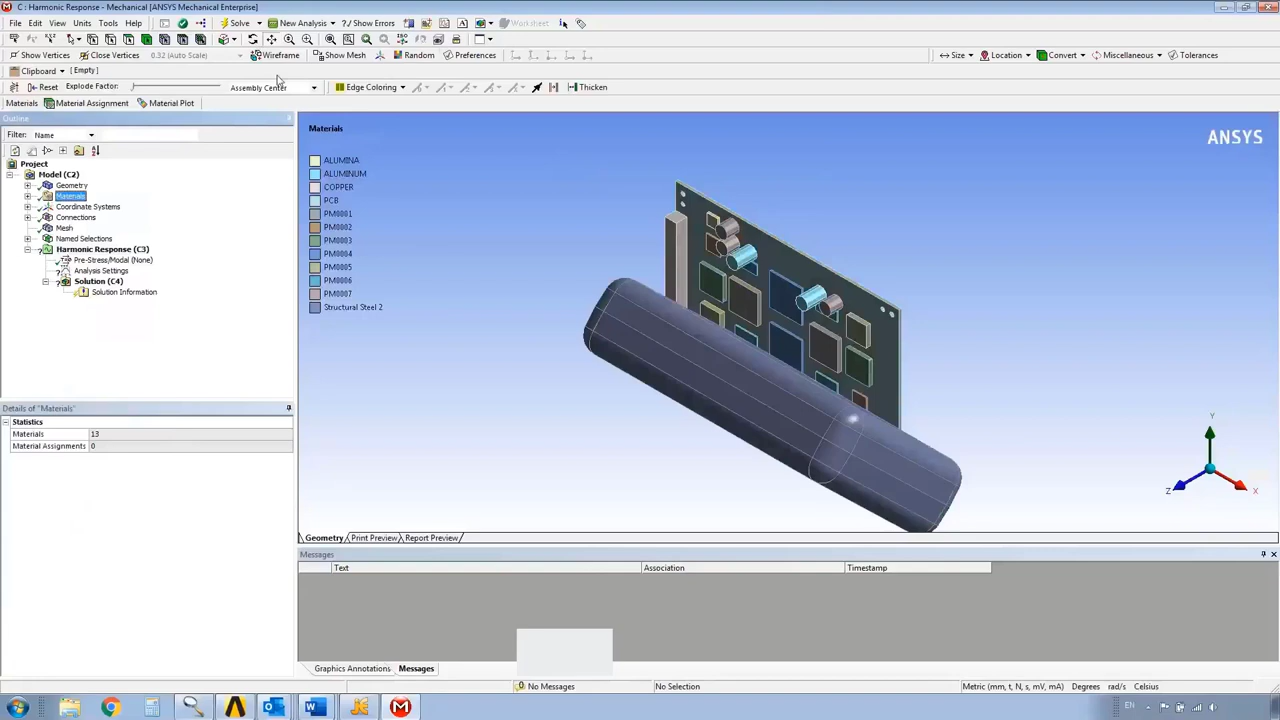 C : Harmonic Response - Mechanical [ANSYS Mechanical Enterprise]
File Edit View Units Tools Help Solve New Analysis Show Errors Worksheet
Show Vertices Close Vertices 0.32 (Auto Scale) Wireframe Show Mesh Random Preferences Size Location Convert Miscellaneous Tolerances
Clipboard [ Empty ]
Reset Explode Factor: Assembly Center Edge Coloring Thicken
Materials Material Assignment Material Plot
Outline
Filter: Name
Project
Model (C2)
Geometry
Materials
Coordinate Systems
Connections
Mesh
Named Selections
Harmonic Response (C3)
Pre-Stress/Modal (None)
Analysis Settings
Solution (C4)
Solution Information
Details of "Materials"
Statistics
Materials 13
Material Assignments 0
Materials
ALUMINA
ALUMINUM
COPPER
PCB
PM0001
PM0002
PM0003
PM0004
PM0005
PM0006
PM0007
Structural Steel 2
ANSYS
Y
Z X
Geometry Print Preview Report Preview
Messages
Text Association Timestamp
Graphics Annotations Messages
No Messages No Selection Metric (mm, t, N, s, mV, mA) Degrees rad/s Celsius
EN